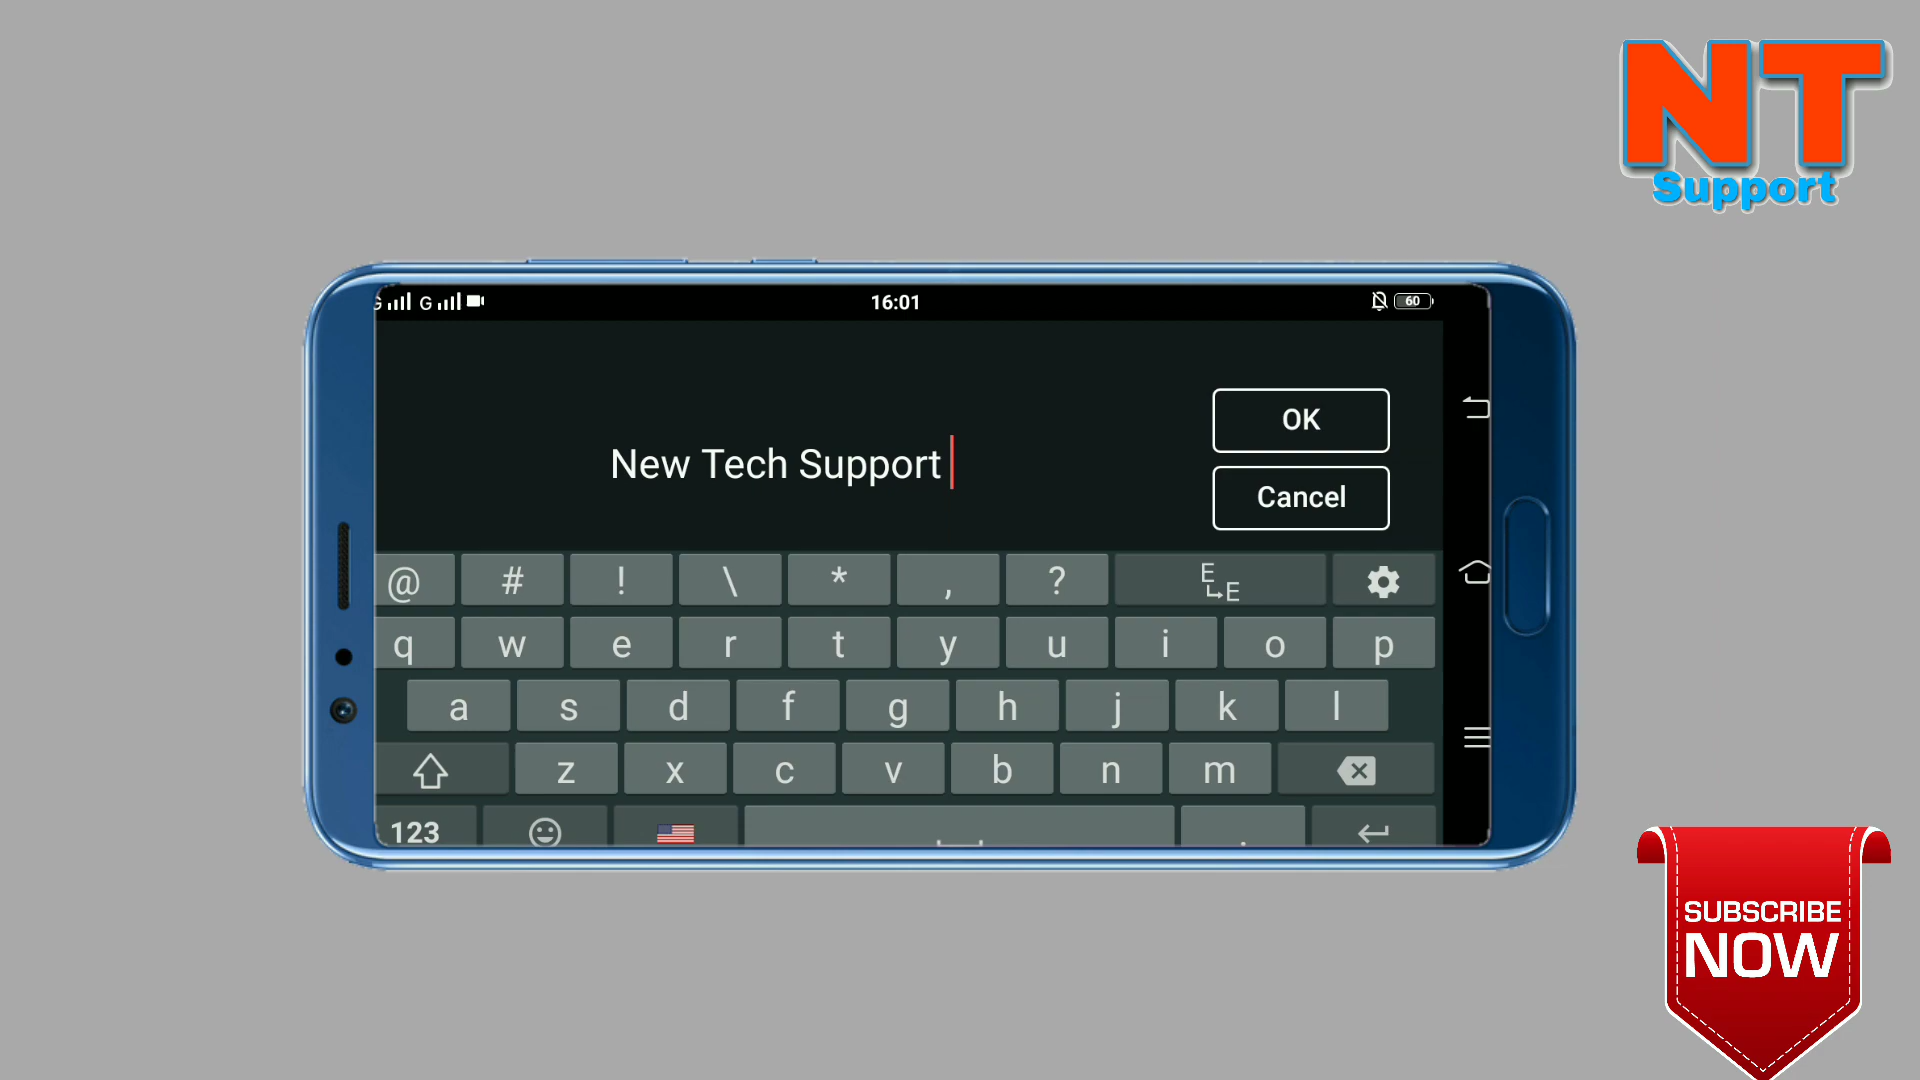 NT
Support
G G 16:01 60
OK
New Tech Support
Cancel
@ # ! \ * , ? E E
q w e r t y u i o p
a s d f g h j k l
z x c v b n m
123 .
SUBSCRIBE
NOW